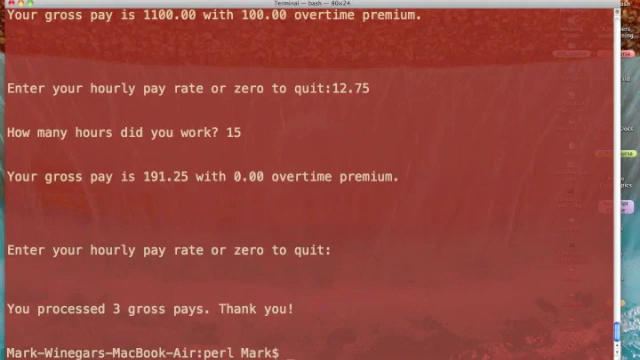 Terminal — bash — 80x24
Your gross pay is 1100.00 with 100.00 overtime premium.
Enter your hourly pay rate or zero to quit:12.75
How many hours did you work? 15
Your gross pay is 191.25 with 0.00 overtime premium.
Enter your hourly pay rate or zero to quit:
You processed 3 gross pays. Thank you!
Mark-Winegars-MacBook-Air:perl Mark$